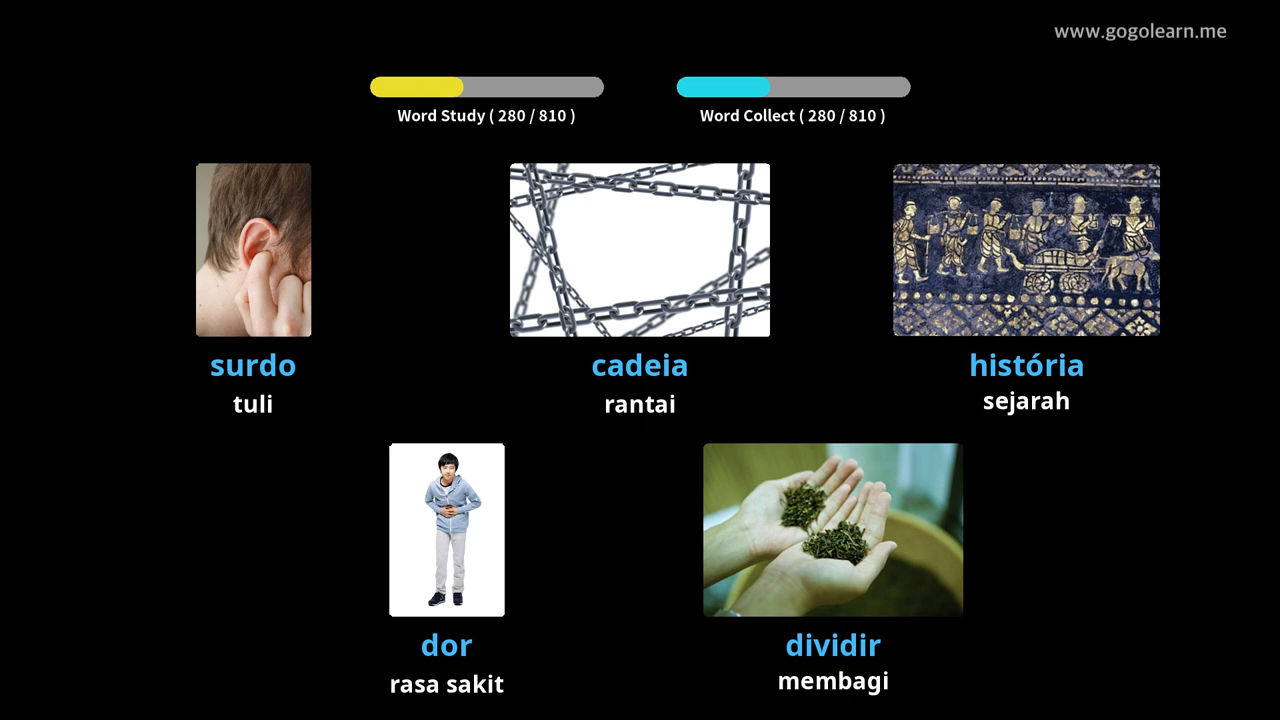 www.gogolearn.me
Word Study ( 280 / 810 )
Word Collect ( 280 / 810 )
surdo
tuli
cadeia
rantai
história
sejarah
dor
rasa sakit
dividir
membagi